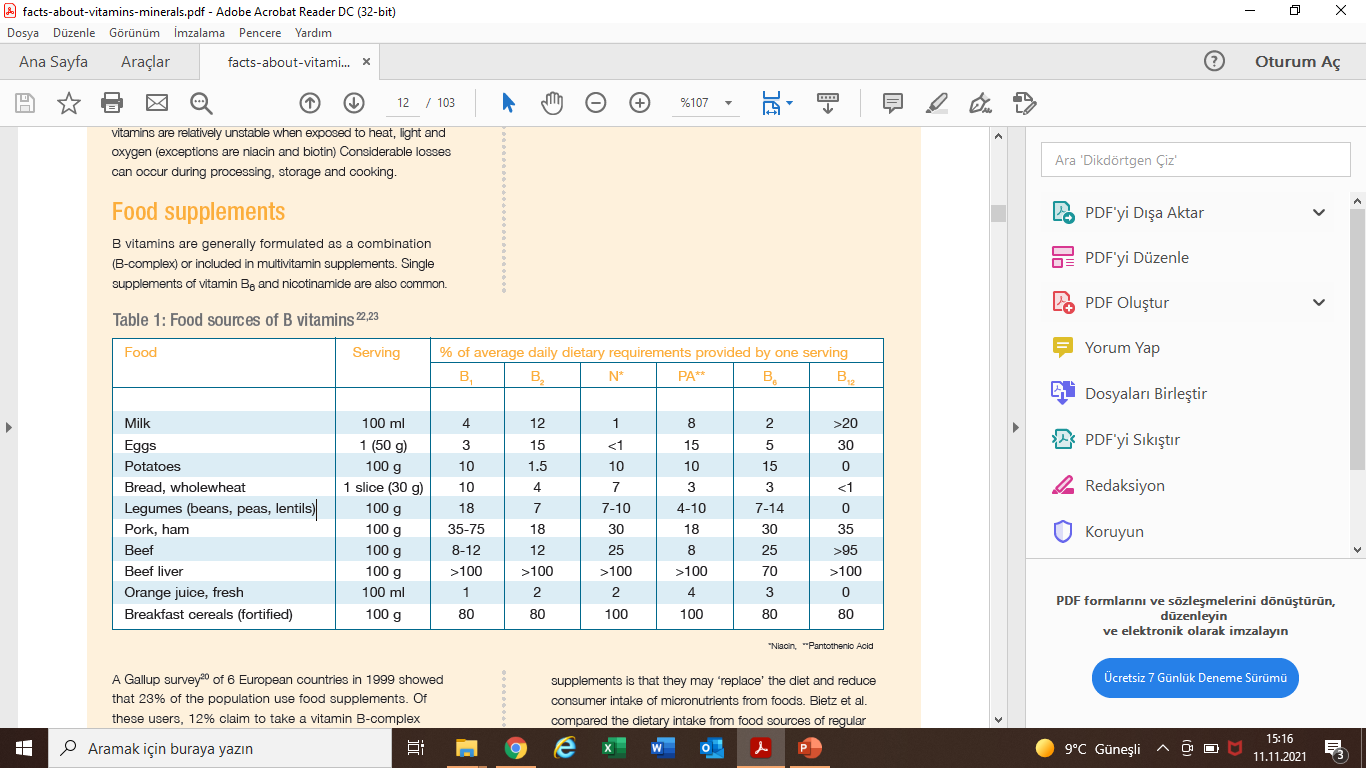 facts-about-vitamins-minerals.pdf - Adobe Acrobat Reader DC (32-bit)
Dosya Düzenle Görünüm İmzalama Pencere Yardım
Ana Sayfa Araçlar facts-about-vitami... × Oturum Aç
12 / 103 %107
vitamins are relatively unstable when exposed to heat, light and
oxygen (exceptions are niacin and biotin) Considerable losses
can occur during processing, storage and cooking.
Food supplements
B vitamins are generally formulated as a combination
(B-complex) or included in multivitamin supplements. Single
supplements of vitamin B6 and nicotinamide are also common.
Table 1: Food sources of B vitamins 22,23
Food Serving % of average daily dietary requirements provided by one serving
B1 B2 N* PA** B6 B12
Milk 100 ml 4 12 1 8 2 >20
Eggs 1 (50 g) 3 15 <1 15 5 30
Potatoes 100 g 10 1.5 10 10 15 0
Bread, wholewheat 1 slice (30 g) 10 4 7 3 3 <1
Legumes (beans, peas, lentils) 100 g 18 7 7-10 4-10 7-14 0
Pork, ham 100 g 35-75 18 30 18 30 35
Beef 100 g 8-12 12 25 8 25 >95
Beef liver 100 g >100 >100 >100 >100 70 >100
Orange juice, fresh 100 ml 1 2 2 4 3 0
Breakfast cereals (fortified) 100 g 80 80 100 100 80 80
*Niacin, **Pantothenic Acid
A Gallup survey20 of 6 European countries in 1999 showed
that 23% of the population use food supplements. Of
these users, 12% claim to take a vitamin B-complex
supplements is that they may ‘replace’ the diet and reduce
consumer intake of micronutrients from foods. Bietz et al.
compared the dietary intake from food sources of regular
Ara 'Dikdörtgen Çiz'
PDF'yi Dışa Aktar
PDF'yi Düzenle
PDF Oluştur
Yorum Yap
Dosyaları Birleştir
PDF'yi Sıkıştır
Redaksiyon
Koruyun
PDF formlarını ve sözleşmelerini dönüştürün,
düzenleyin
ve elektronik olarak imzalayın
Ücretsiz 7 Günlük Deneme Sürümü
Aramak için buraya yazın
9°C Güneşli
15:16
11.11.2021
3